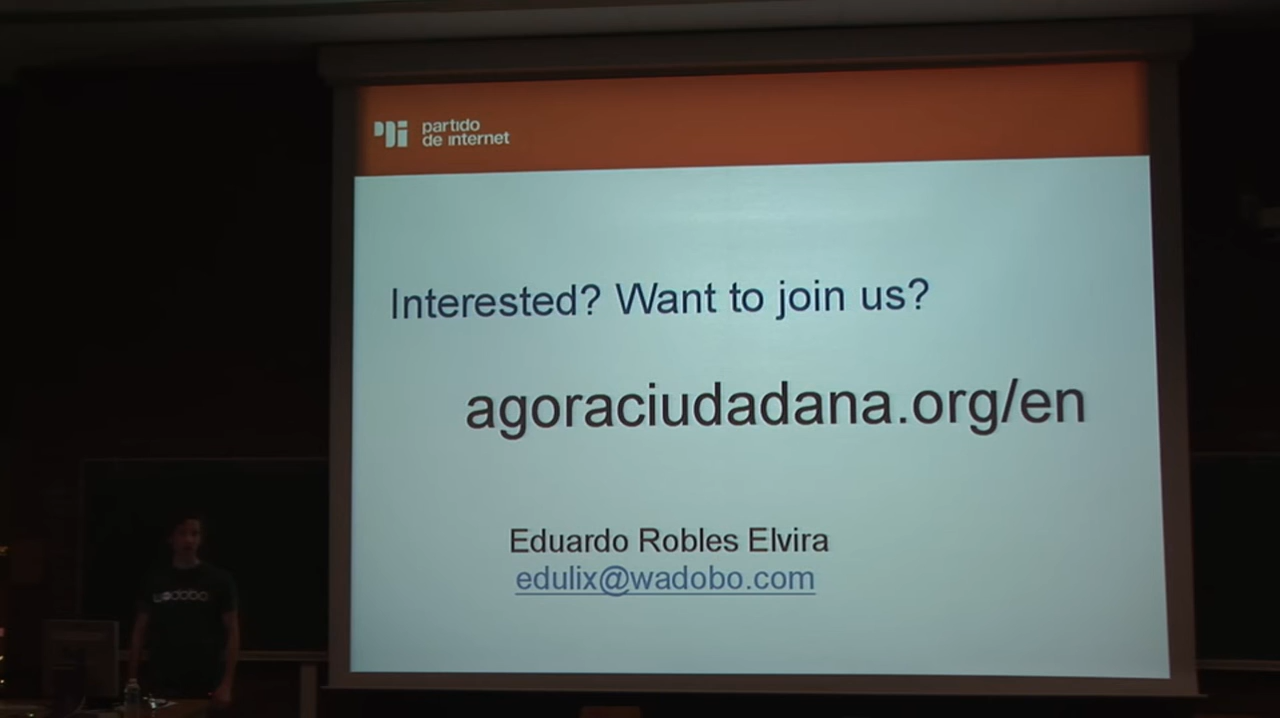 partido
de internet
Interested? Want to join us?
agoraciudadana.org/en
Eduardo Robles Elvira
edulix@wadobo.com
wadobo